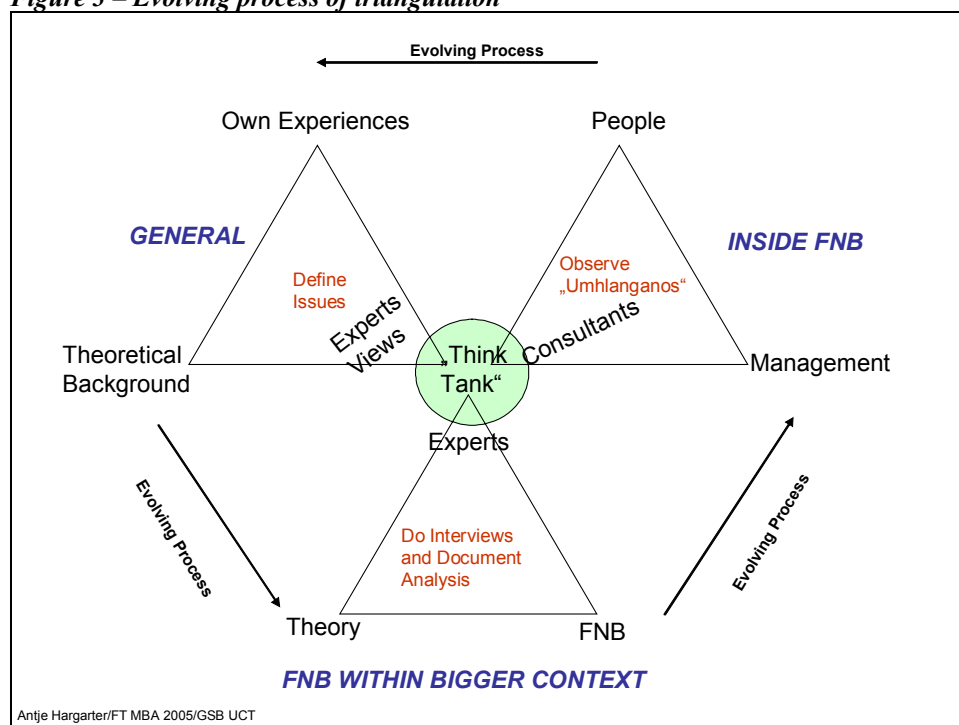 Figure 3 – Evolving process of triangulation
Evolving Process
Own Experiences
People
GENERAL
INSIDE FNB
Define
Issues
Observe
„Umhlanganos“
Experts
Views
Consultants
Theoretical
Background
„Think
Tank“
Management
Experts
Evolving Process
Evolving Process
Do Interviews
and Document
Analysis
Theory
FNB
FNB WITHIN BIGGER CONTEXT
Antje Hargarter/FT MBA 2005/GSB UCT